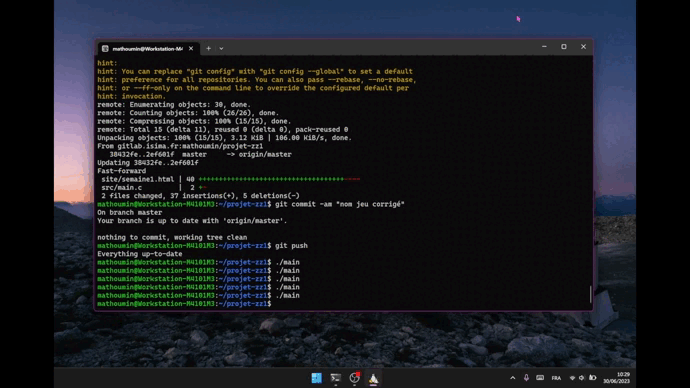 mathoumin@Workstation-M41
hint:
hint: You can replace "git config" with "git config --global" to set a default
hint: preference for all repositories. You can also pass --rebase, --no-rebase,
hint: or --ff-only on the command line to override the configured default per
hint: invocation.
remote: Enumerating objects: 30, done.
remote: Counting objects: 100% (26/26), done.
remote: Compressing objects: 100% (15/15), done.
remote: Total 15 (delta 11), reused 0 (delta 0), pack-reused 0
Unpacking objects: 100% (15/15), 3.12 KiB | 106.00 KiB/s, done.
From gitlab.isima.fr:mathoumin/projet-zz1
38432fe..2ef601f master -> origin/master
Updating 38432fe..2ef601f
Fast-forward
site/semaine1.html | 40 +++++++++++++++++++++++++++++++++++-----
src/main.c | 2 +-
2 files changed, 37 insertions(+), 5 deletions(-)
mathoumin@Workstation-M4101M3:~/projet-zz1$ git commit -am "nom jeu corrigé"
On branch master
Your branch is up to date with 'origin/master'.
nothing to commit, working tree clean
mathoumin@Workstation-M4101M3:~/projet-zz1$ git push
Everything up-to-date
mathoumin@Workstation-M4101M3:~/projet-zz1$ ./main
mathoumin@Workstation-M4101M3:~/projet-zz1$ ./main
mathoumin@Workstation-M4101M3:~/projet-zz1$ ./main
mathoumin@Workstation-M4101M3:~/projet-zz1$ ./main
mathoumin@Workstation-M4101M3:~/projet-zz1$ ./main
mathoumin@Workstation-M4101M3:~/projet-zz1$
FRA
10:29
30/06/2023